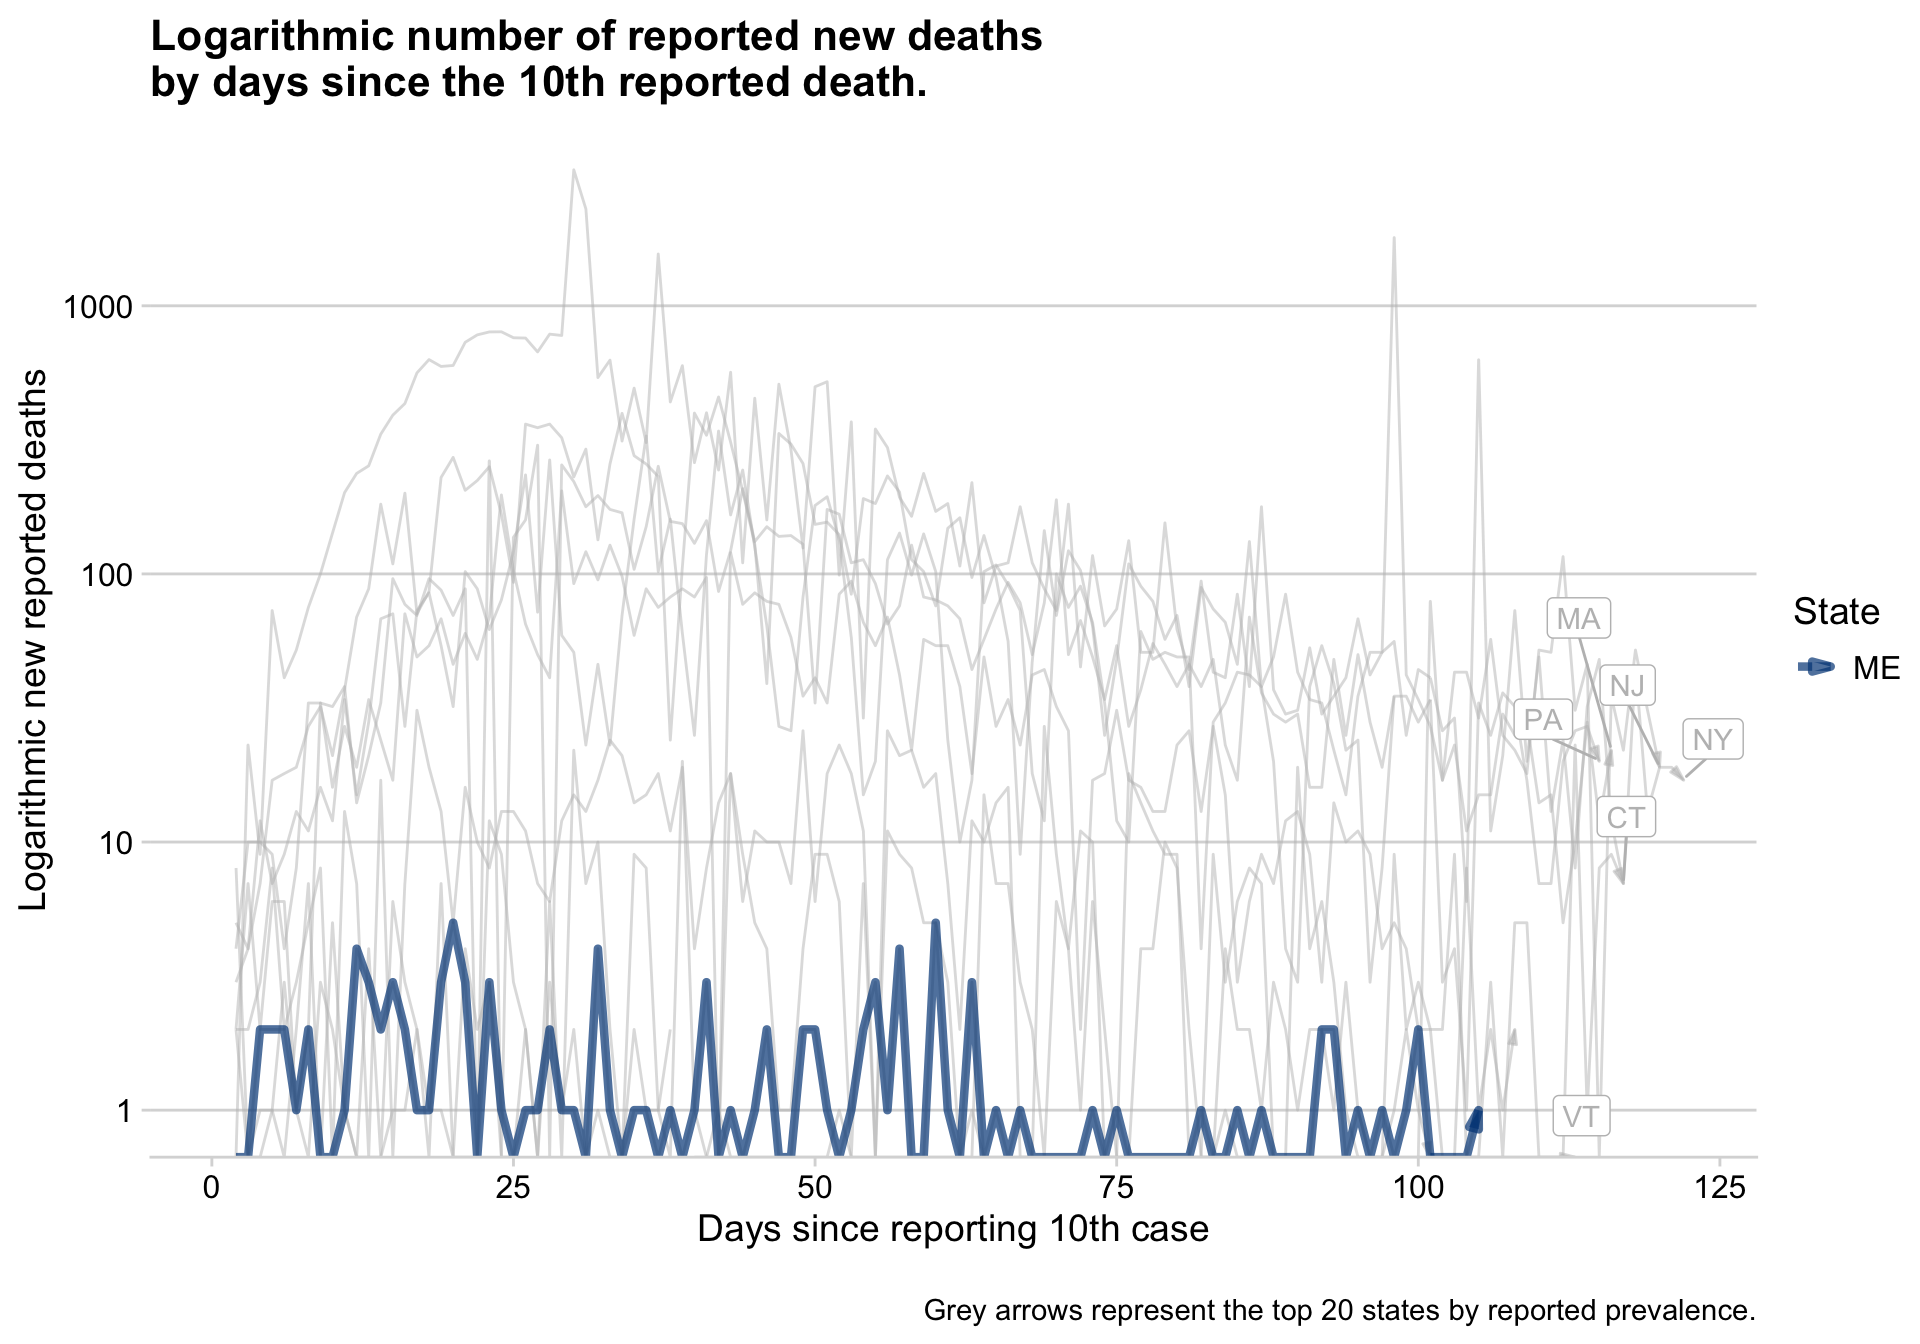 Logarithmic number of reported new deaths
by days since the 10th reported death.
Logarithmic new reported deaths
1000
100
10
1
MA
NJ
PA
NY
CT
VT
State
ME
0 25 50 75 100 125
Days since reporting 10th case
Grey arrows represent the top 20 states by reported prevalence.